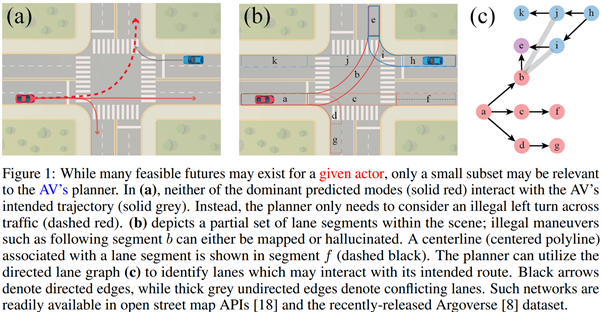 (a)
(b)
(c)
e
k
j
i
h
b
a
c
f
d
g
k
j
h
e
i
b
a
c
f
d
g
Figure 1: While many feasible futures may exist for a given actor, only a small subset may be relevant
to the AV's planner. In (a), neither of the dominant predicted modes (solid red) interact with the AV's
intended trajectory (solid grey). Instead, the planner only needs to consider an illegal left turn across
traffic (dashed red). (b) depicts a partial set of lane segments within the scene; illegal maneuvers
such as following segment b can either be mapped or hallucinated. A centerline (centered polyline)
associated with a lane segment is shown in segment f (dashed black). The planner can utilize the
directed lane graph (c) to identify lanes which may interact with its intended route. Black arrows
denote directed edges, while thick grey undirected edges denote conflicting lanes. Such networks are
readily available in open street map APIs [18] and the recently-released Argoverse [8] dataset.